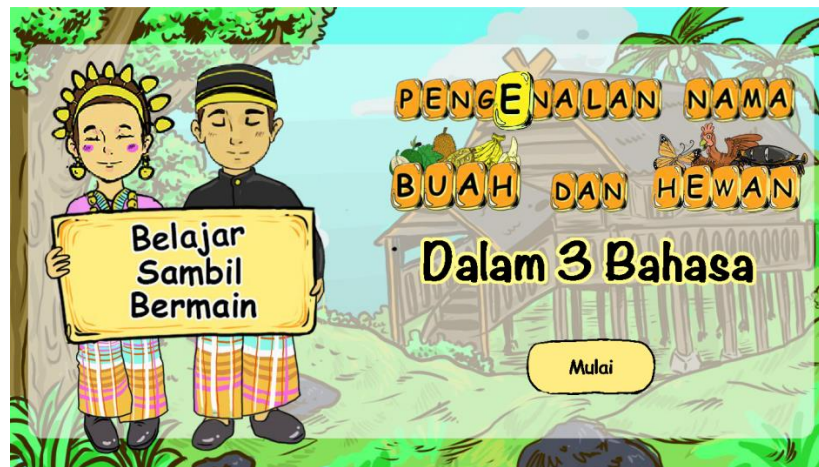 Belajar
Sambil
Bermain
PENGENALAN NAMA
BUAH DAN HEWAN
Dalam 3 Bahasa
Mulai